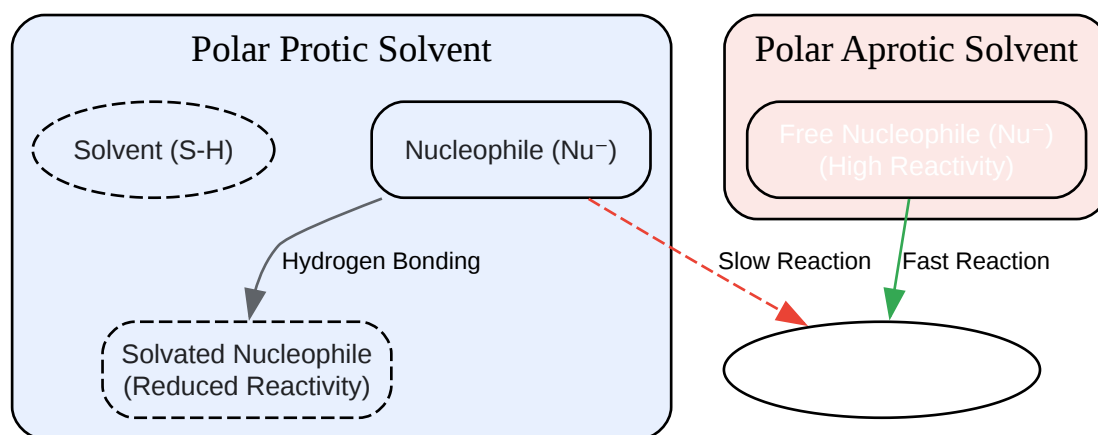 Polar Protic Solvent
Polar Aprotic Solvent
Solvent (S-H)
Nucleophile (Nu⁻)
Free Nucleophile (Nu⁻)
(High Reactivity)
Hydrogen Bonding
Slow Reaction
Fast Reaction
Solvated Nucleophile
(Reduced Reactivity)